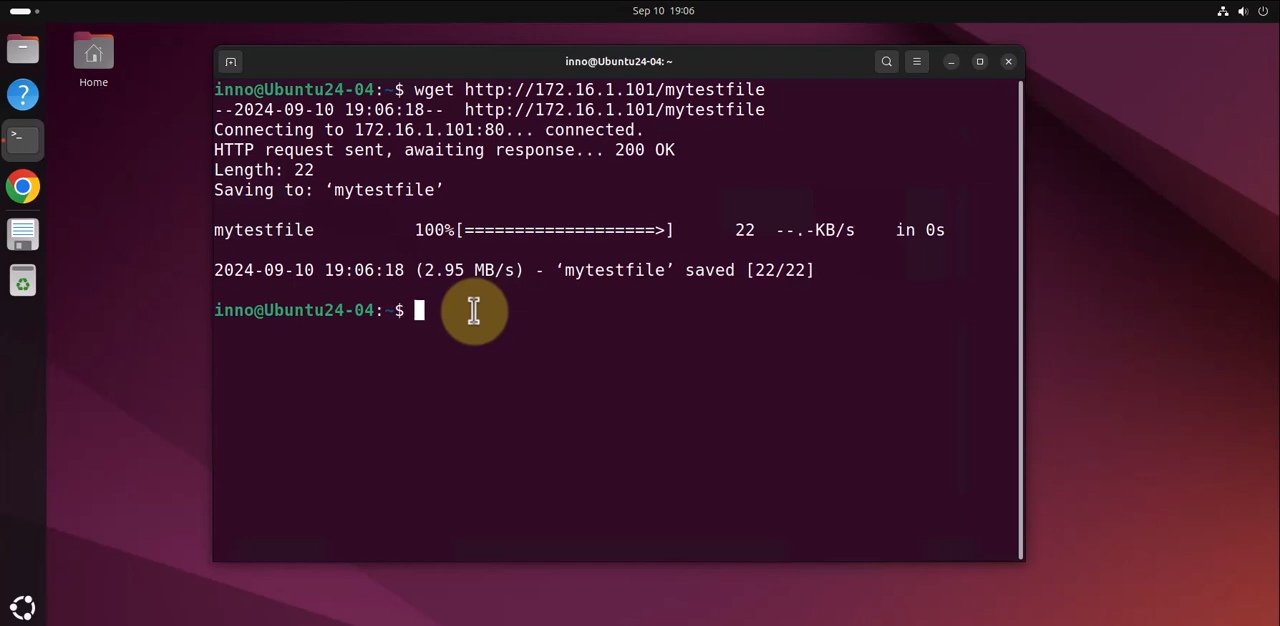 Sep 10 19:06
Home
inno@Ubuntu24-04: ~
inno@Ubuntu24-04:~$ wget http://172.16.1.101/mytestfile
--2024-09-10 19:06:18--  http://172.16.1.101/mytestfile
Connecting to 172.16.1.101:80... connected.
HTTP request sent, awaiting response... 200 OK
Length: 22
Saving to: ‘mytestfile’
mytestfile          100%[===================>]      22  --.-KB/s    in 0s
2024-09-10 19:06:18 (2.95 MB/s) - ‘mytestfile’ saved [22/22]
inno@Ubuntu24-04:~$